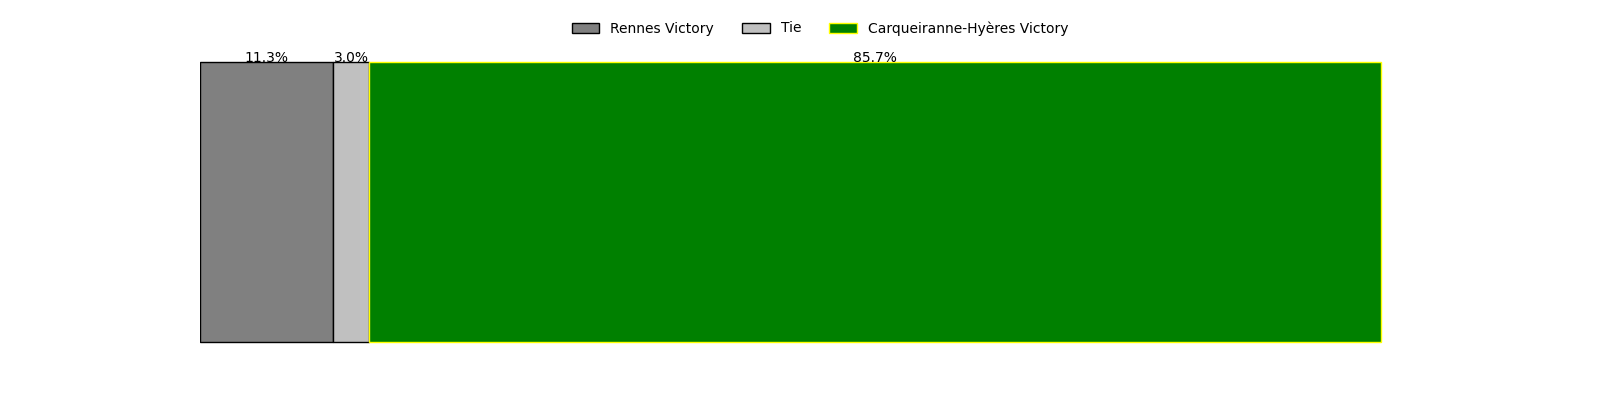 Rennes Victory Tie Carqueiranne-Hyères Victory
11.3% 3.0% 85.7%